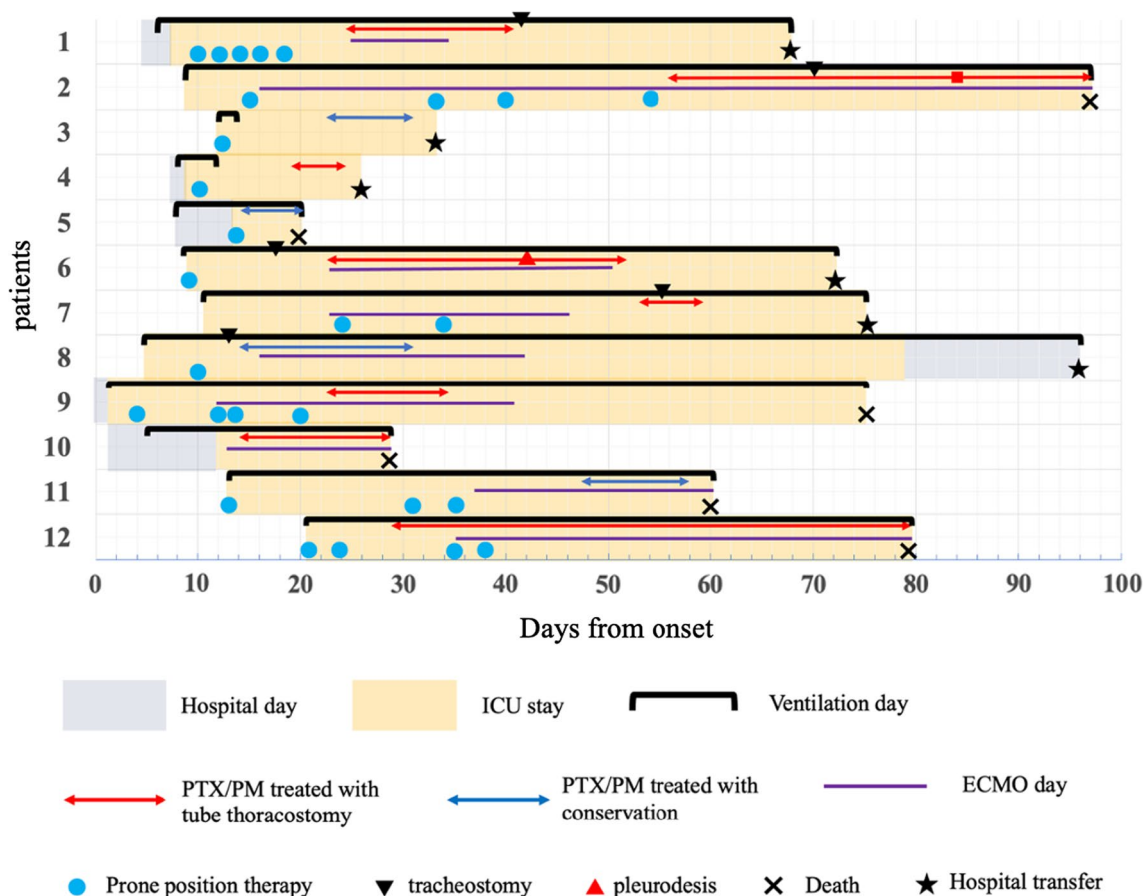 1
2
3
4
5
6
7
8
9
10
11
12
patients
0 10 20 30 40 50 60 70 80 90 100
Days from onset
Hospital day ICU stay Ventilation day
PTX/PM treated with
tube thoracostomy
PTX/PM treated with
conservation
ECMO day
Prone position therapy tracheostomy pleurodesis Death Hospital transfer